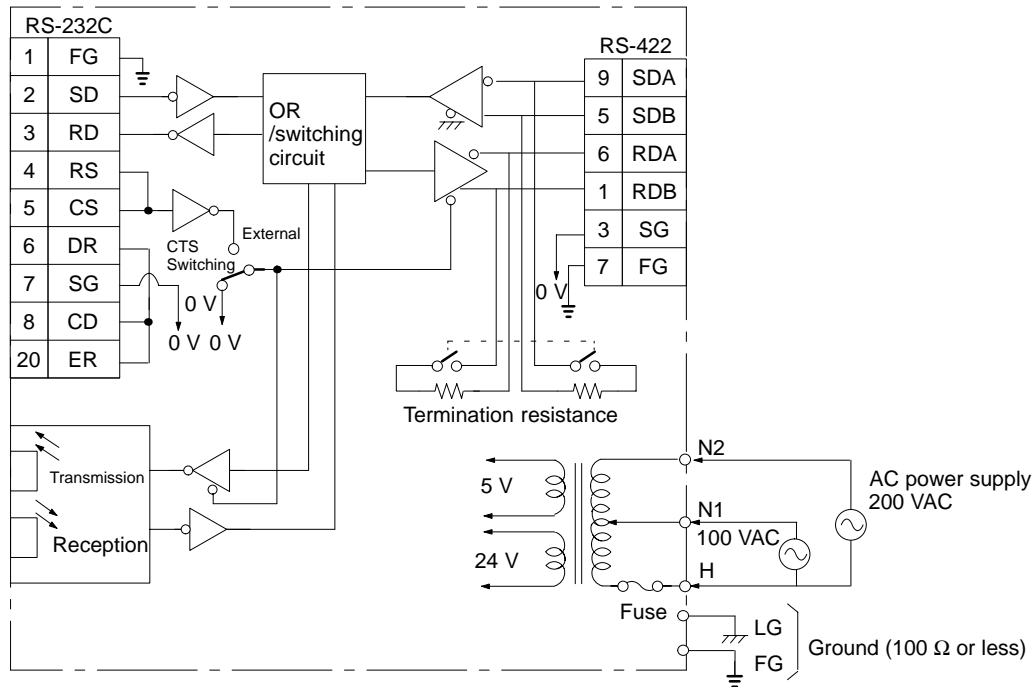 RS-232C
1 FG
2 SD
3 RD
4 RS
5 CS
6 DR
7 SG
8 CD
20 ER
OR
/switching
circuit
External
CTS
Switching
0 V
0 V 0 V
RS-422
9 SDA
5 SDB
6 RDA
1 RDB
3 SG
7 FG
0 V
Termination resistance
Transmission
Reception
5 V
24 V
N2
N1
100 VAC
H
AC power supply
200 VAC
Fuse
LG
FG
Ground (100 Ω or less)